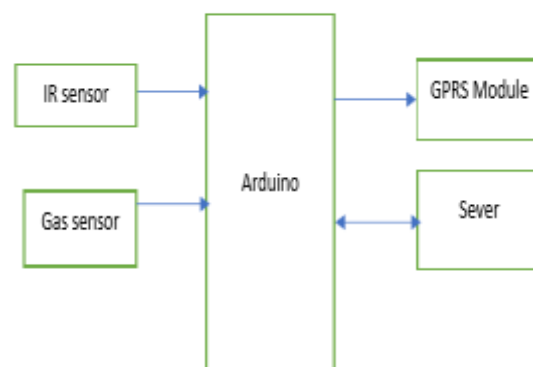 IR sensor
Gas sensor
Arduino
GPRS Module
Sever